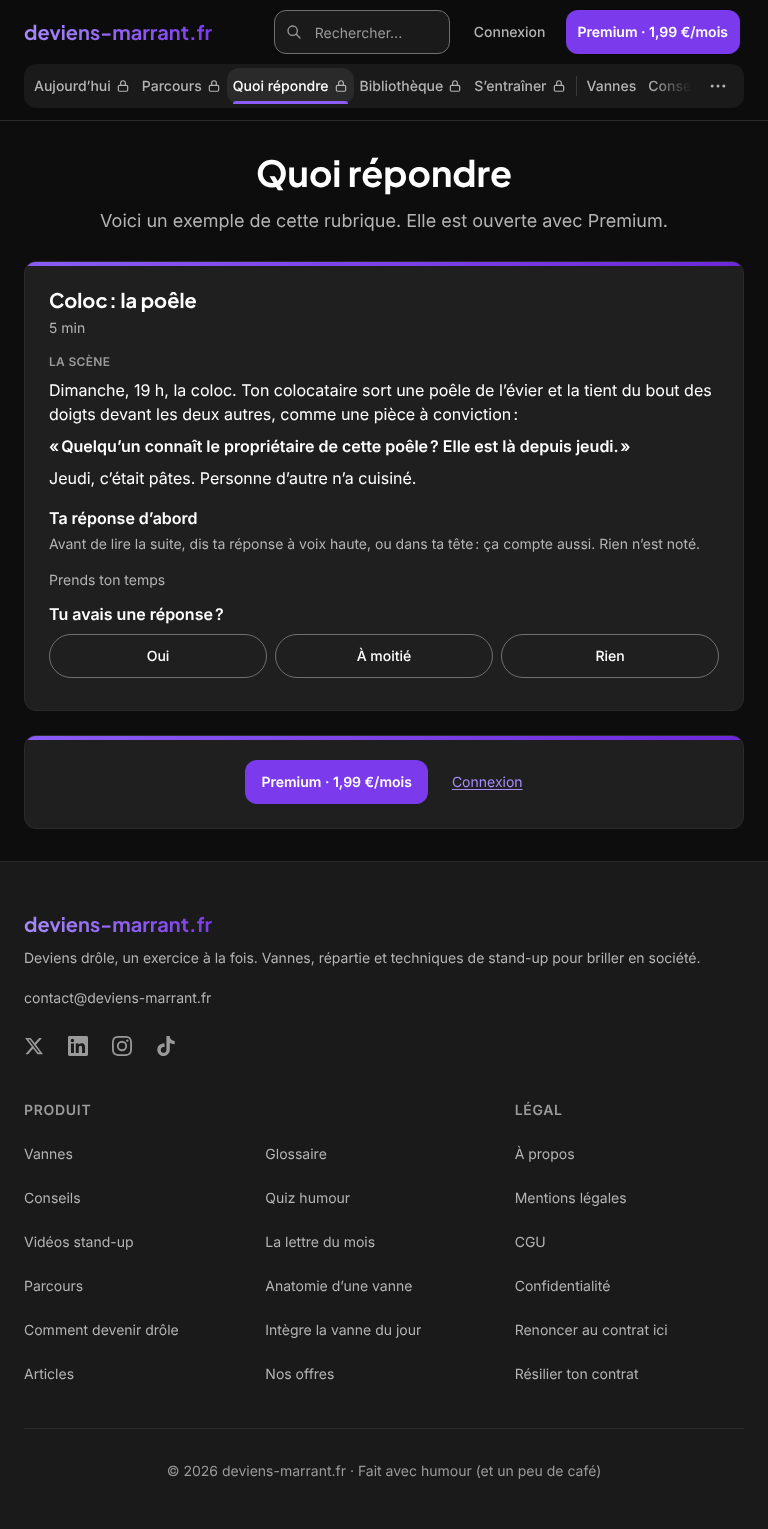 deviens-marrant.fr
Rechercher...
Connexion
Premium · 1,99 €/mois
Aujourd’hui
Parcours
Quoi répondre
Bibliothèque
S’entraîner
Vannes
Quoi répondre
Voici un exemple de cette rubrique. Elle est ouverte avec Premium.
Coloc : la poêle
5 min
LA SCÈNE
Dimanche, 19 h, la coloc. Ton colocataire sort une poêle de l’évier et la tient du bout des
doigts devant les deux autres, comme une pièce à conviction :
« Quelqu’un connaît le propriétaire de cette poêle ? Elle est là depuis jeudi. »
Jeudi, c’était pâtes. Personne d’autre n’a cuisiné.
Ta réponse d’abord
Avant de lire la suite, dis ta réponse à voix haute, ou dans ta tête : ça compte aussi. Rien n’est noté.
Prends ton temps
Tu avais une réponse ?
Oui
À moitié
Rien
Premium · 1,99 €/mois
Connexion
deviens-marrant.fr
Deviens drôle, un exercice à la fois. Vannes, répartie et techniques de stand-up pour briller en société.
contact@deviens-marrant.fr
PRODUIT
Vannes
Conseils
Vidéos stand-up
Parcours
Comment devenir drôle
Articles
Glossaire
Quiz humour
La lettre du mois
Anatomie d’une vanne
Intègre la vanne du jour
Nos offres
LÉGAL
À propos
Mentions légales
CGU
Confidentialité
Renoncer au contrat ici
Résilier ton contrat
© 2026 deviens-marrant.fr · Fait avec humour (et un peu de café)